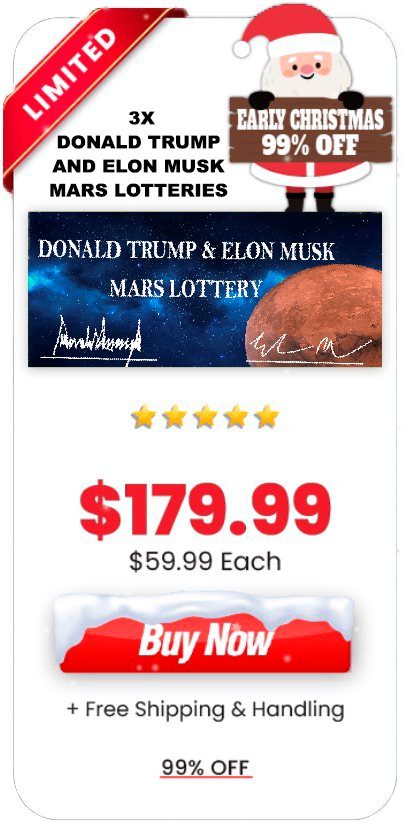 LIMITED
EARLY CHRISTMAS
99% OFF
3X
DONALD TRUMP
AND ELON MUSK
MARS LOTTERIES
DONALD TRUMP & ELON MUSK
MARS LOTTERY
$179.99
$59.99 Each
Buy Now
+ Free Shipping & Handling
99% OFF